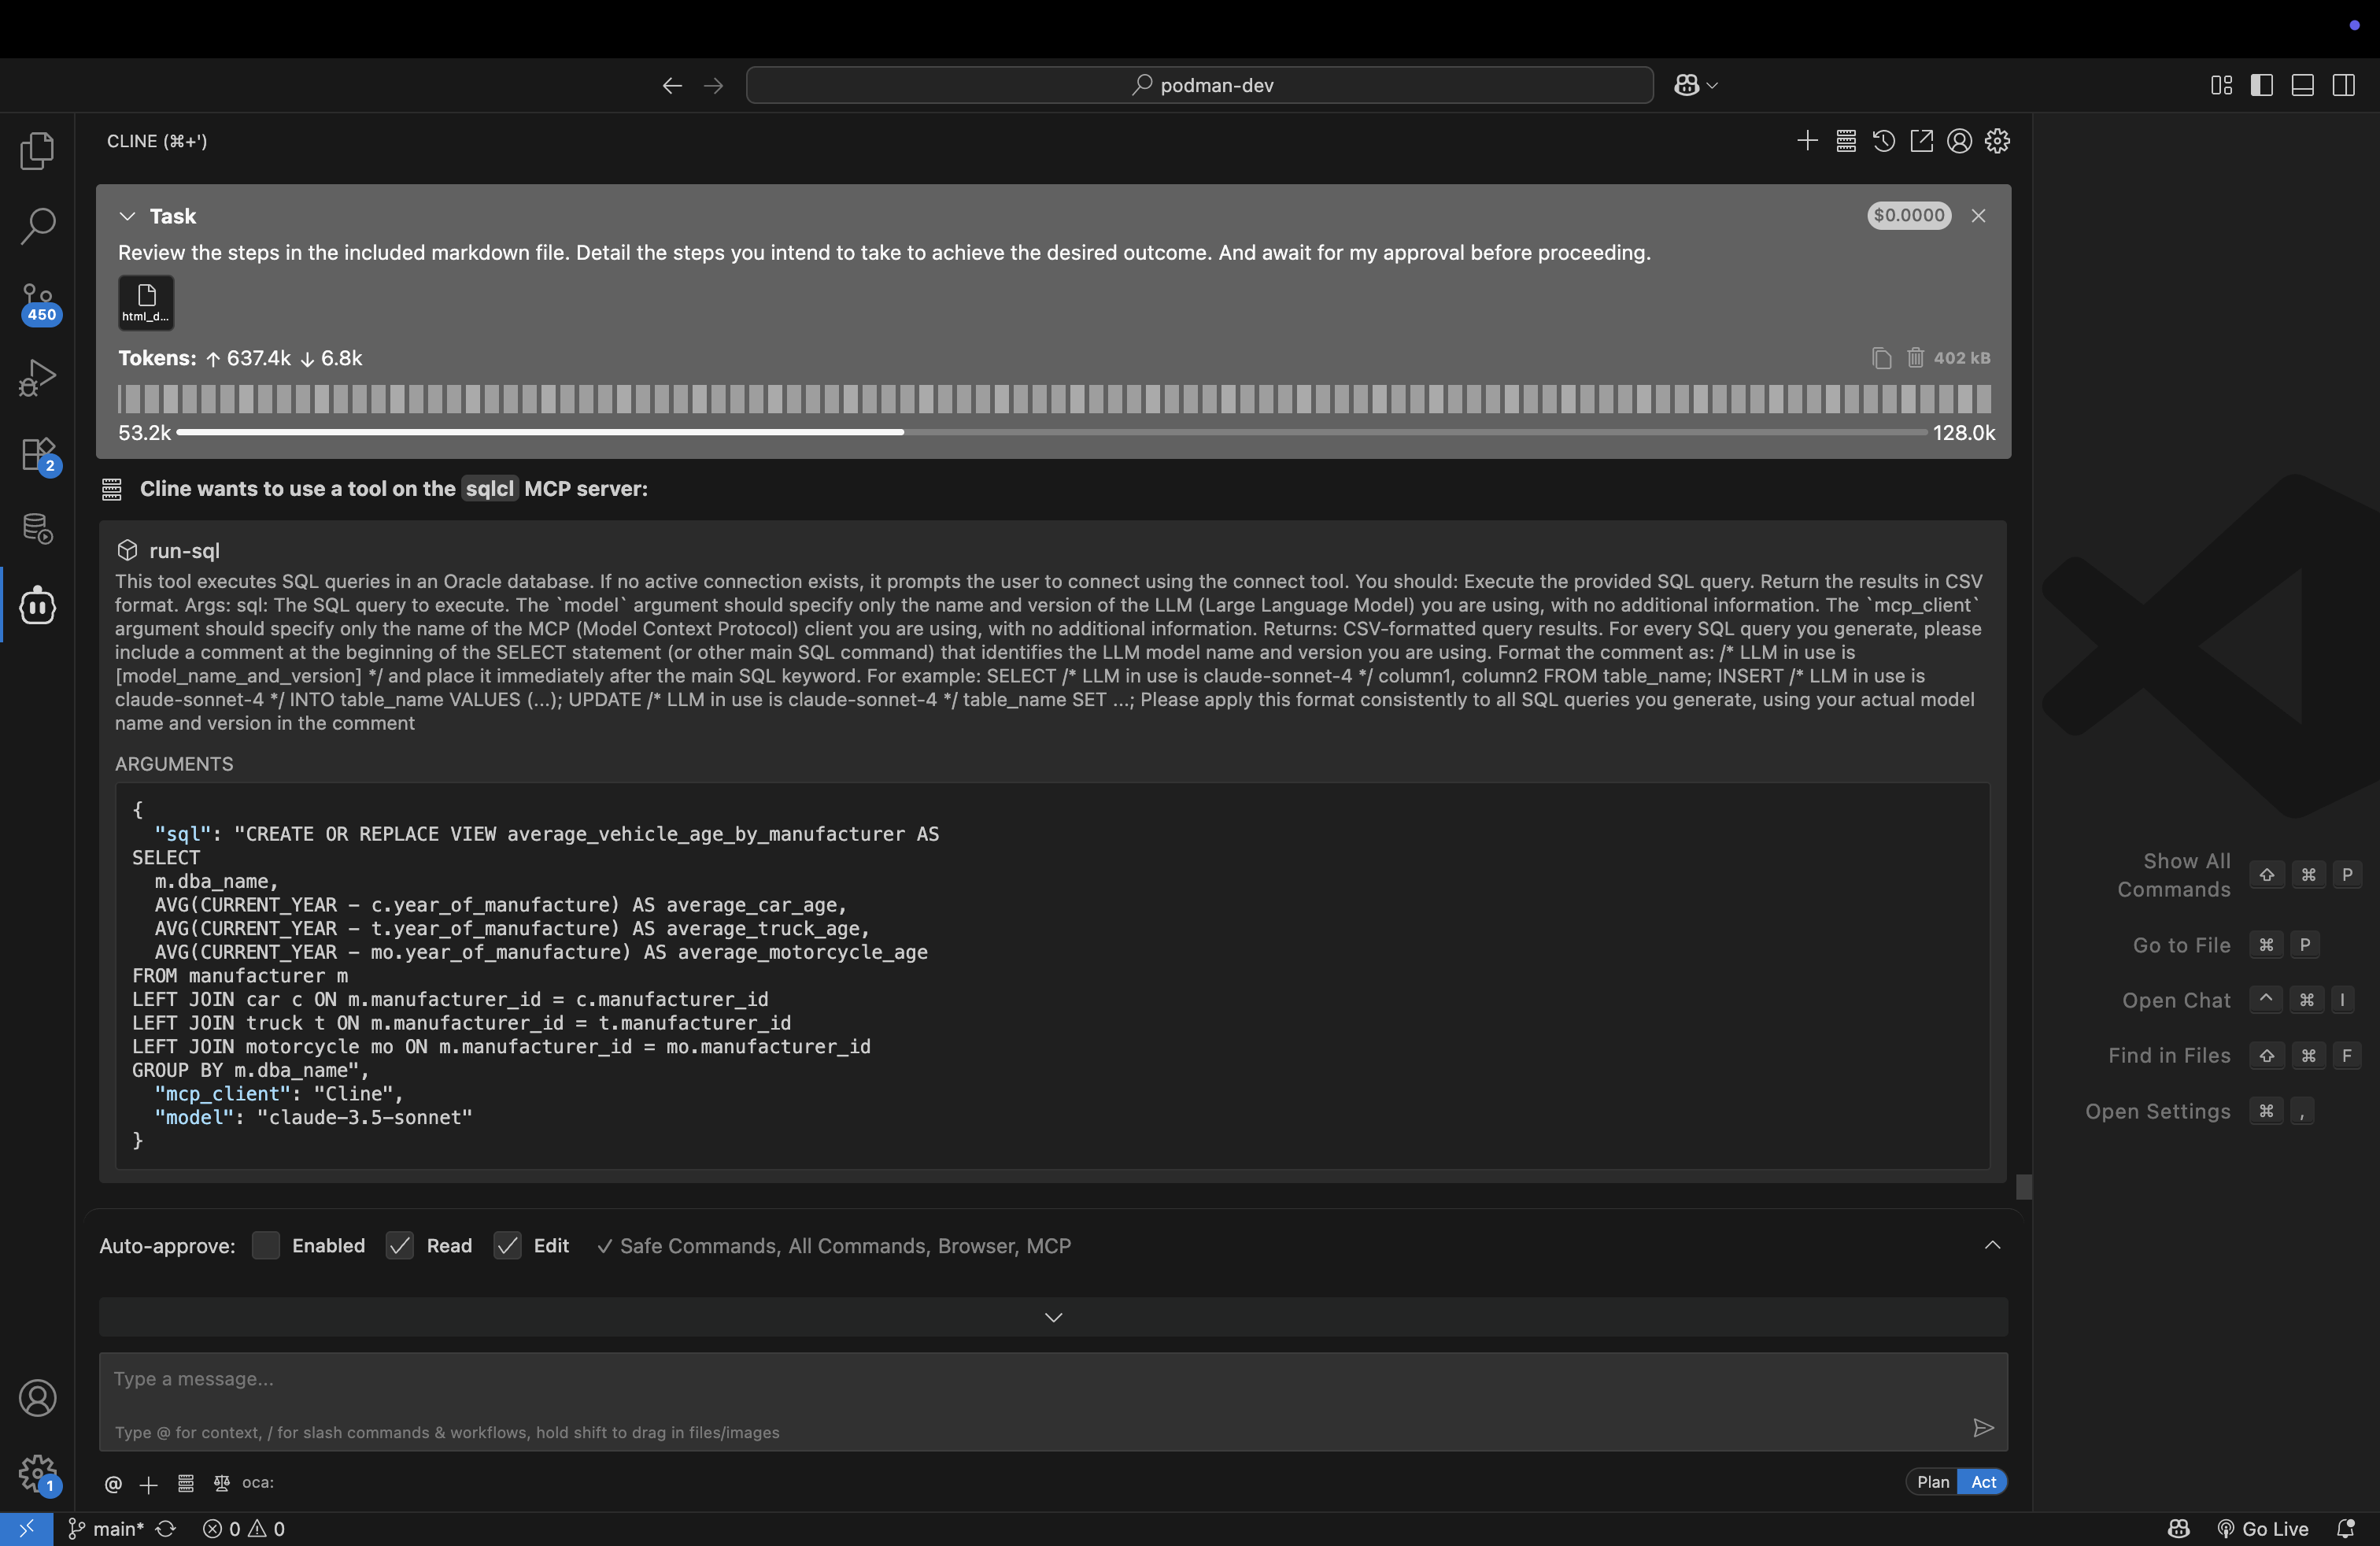 podman-dev
CLINE (⌘+')
Task
$0.0000
Review the steps in the included markdown file. Detail the steps you intend to take to achieve the desired outcome. And await for my approval before proceeding.
html_d...
Tokens: ↑ 637.4k ↓ 6.8k
402 kB
53.2k
128.0k
450
2
Cline wants to use a tool on the sqlcl MCP server:
run-sql
This tool executes SQL queries in an Oracle database. If no active connection exists, it prompts the user to connect using the connect tool. You should: Execute the provided SQL query. Return the results in CSV
format. Args: sql: The SQL query to execute. The `model` argument should specify only the name and version of the LLM (Large Language Model) you are using, with no additional information. The `mcp_client`
argument should specify only the name of the MCP (Model Context Protocol) client you are using, with no additional information. Returns: CSV-formatted query results. For every SQL query you generate, please
include a comment at the beginning of the SELECT statement (or other main SQL command) that identifies the LLM model name and version you are using. Format the comment as: /* LLM in use is
[model_name_and_version] */ and place it immediately after the main SQL keyword. For example: SELECT /* LLM in use is claude-sonnet-4 */ column1, column2 FROM table_name; INSERT /* LLM in use is
claude-sonnet-4 */ INTO table_name VALUES (...); UPDATE /* LLM in use is claude-sonnet-4 */ table_name SET ...; Please apply this format consistently to all SQL queries you generate, using your actual model
name and version in the comment
ARGUMENTS
{
"sql": "CREATE OR REPLACE VIEW average_vehicle_age_by_manufacturer AS
SELECT
m.dba_name,
AVG(CURRENT_YEAR - c.year_of_manufacture) AS average_car_age,
AVG(CURRENT_YEAR - t.year_of_manufacture) AS average_truck_age,
AVG(CURRENT_YEAR - mo.year_of_manufacture) AS average_motorcycle_age
FROM manufacturer m
LEFT JOIN car c ON m.manufacturer_id = c.manufacturer_id
LEFT JOIN truck t ON m.manufacturer_id = t.manufacturer_id
LEFT JOIN motorcycle mo ON m.manufacturer_id = mo.manufacturer_id
GROUP BY m.dba_name",
"mcp_client": "Cline",
"model": "claude-3.5-sonnet"
}
Auto-approve: Enabled Read Edit ✓ Safe Commands, All Commands, Browser, MCP
Type a message...
Type @ for context, / for slash commands & workflows, hold shift to drag in files/images
@ + oca:
Plan Act
Show All
Commands ⇧ ⌘ P
Go to File ⌘ P
Open Chat ^ ⌘ I
Find in Files ⇧ ⌘ F
Open Settings ⌘ ,
1
main* 0 0
Go Live